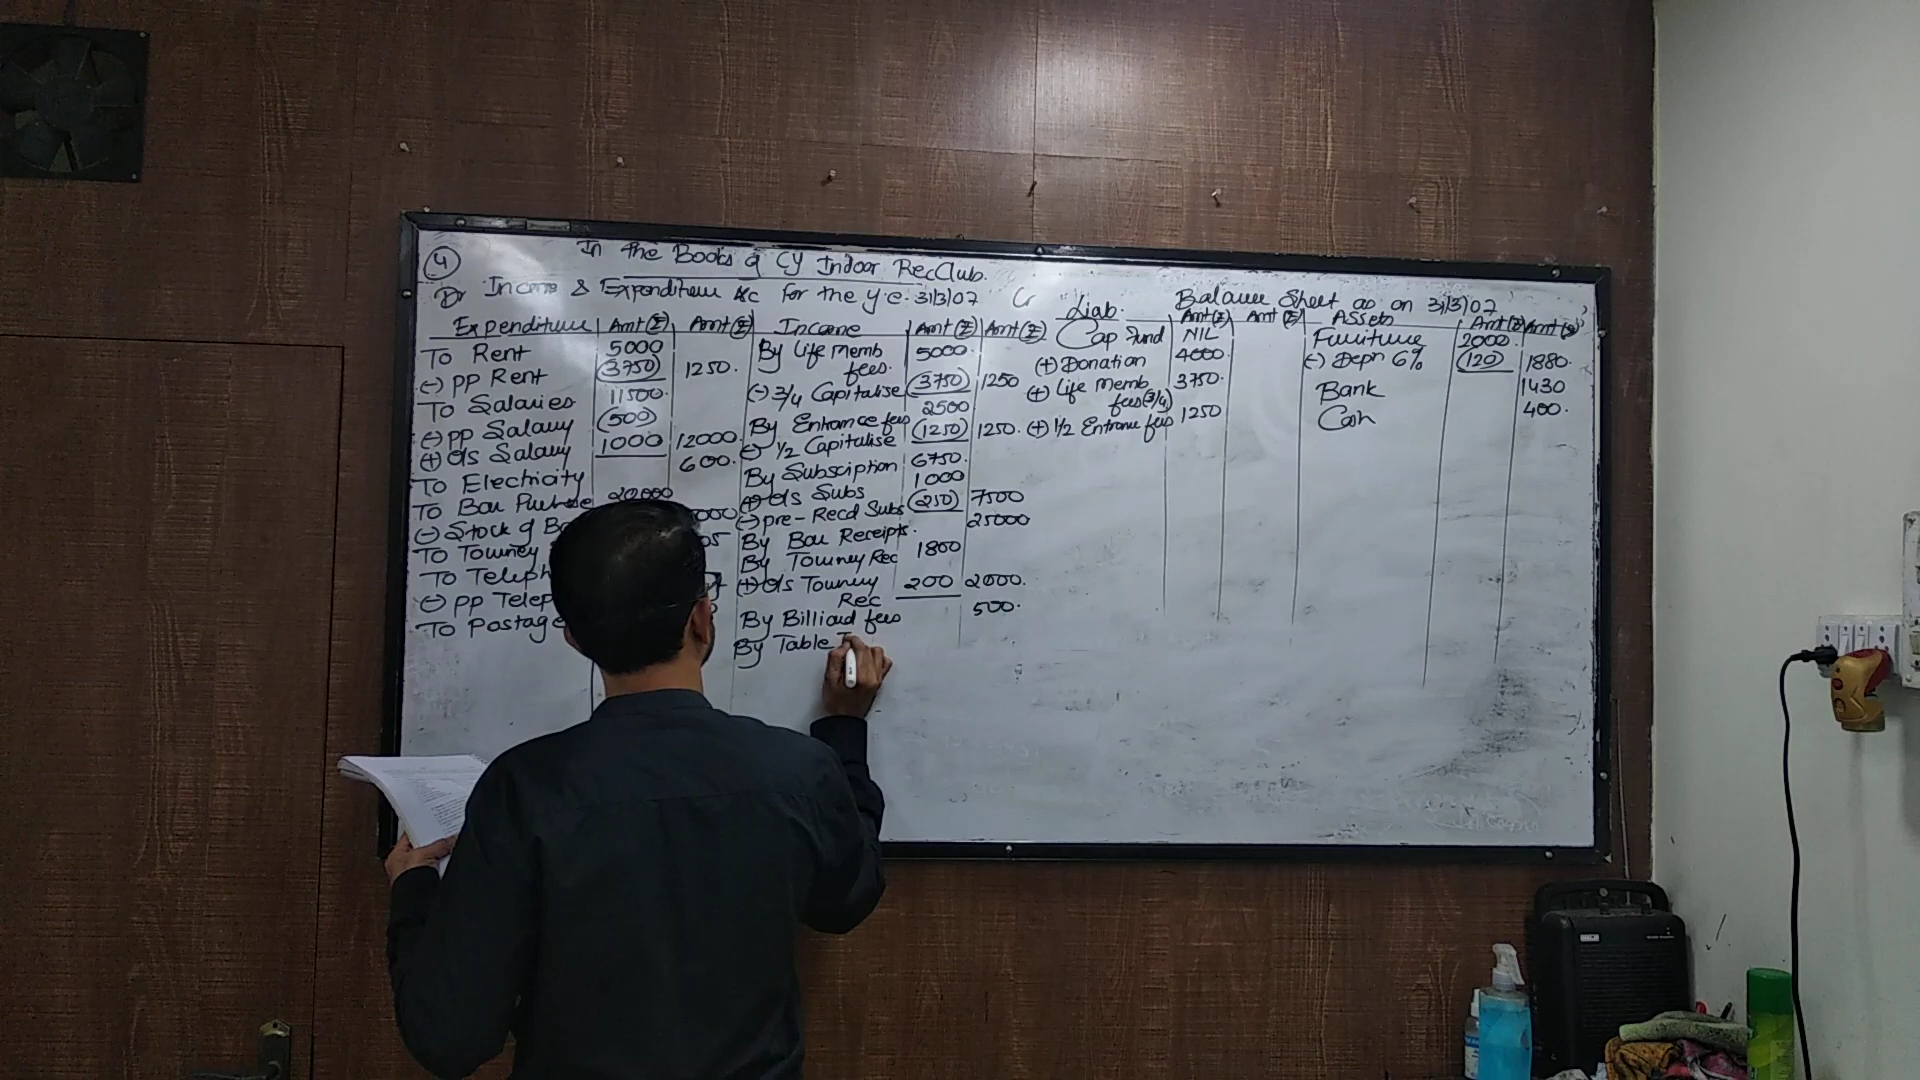 4
In the Books of CY Indoor Rec Club.
Dr Income & Expenditure A/c for the y.e. 31/3/07 Cr
Expenditure Amt(₹) Amt(₹) Income Amt(₹) Amt(₹)
To Rent 5000
(-) PP Rent (3750) 1250.
To Salaries 11500
(-) PP Salary (500)
(+) O/s Salary 1000 12000
To Electricity 600.
To Bar Purchase 20000
(-) Stock of
To Tourney
To Teleph
(-) PP Telep
To Postage
By Life Memb fees. 5000
(-) 3/4 Capitalise (3750) 1250
By Entrance fees 2500
(-) 1/2 Capitalise (1250) 1250.
By Subsciption 6750
(+) O/s Subs 1000
(-) pre-Recd Subs (250) 7500
By Bar Receipts. 25000
By Tourney Rec 1800
(+) O/s Tourney Rec 200 2000.
By Billiard fees 500.
By Table
Balance Sheet as on 31/3/07
Liab. Amt(₹) Amt(₹) Assets Amt(₹) Amt(₹)
Cap Fund NIL
(+) Donation 4000.
(+) Life Memb fees(3/4) 3750.
(+) 1/2 Entrance fees 1250
Furniture 2000
(-) Depn 6% (120) 1880.
Bank 1430
Cash 400.